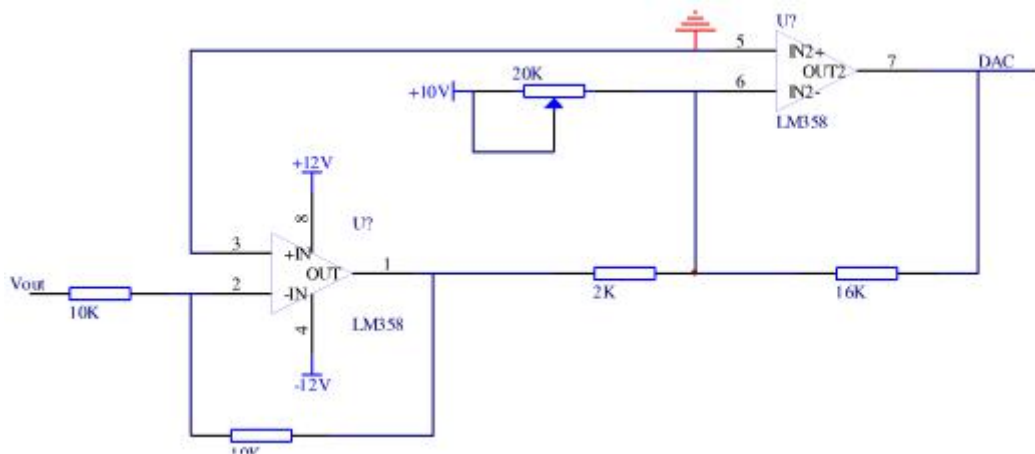 U?
5
IN2+
OUT2
7
DAC
20K
+10V
6
IN2-
LM358
+12V
8
U?
3
+IN
OUT
1
Vout
2
-IN
10K
2K
16K
4
LM358
-12V